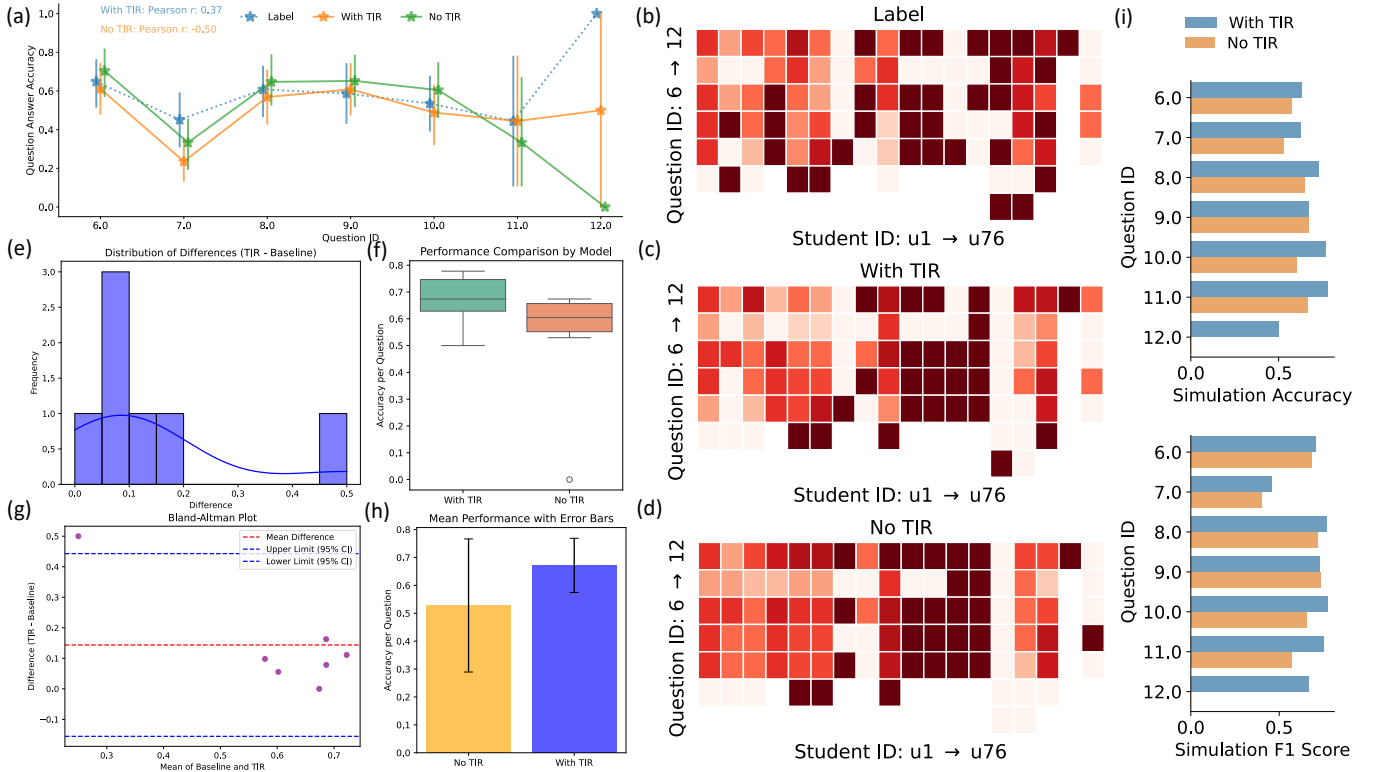 (a)
With TIR: Pearson r: 0.37
No TIR: Pearson r: -0.50
Label
With TIR
No TIR
Question Answer Accuracy
1.0
0.8
0.6
0.4
0.2
0.0
6.0 7.0 8.0 9.0 10.0 11.0 12.0
Question ID
(b)
Label
Question ID: 6 → 12
Student ID: u1 → u76
(c)
With TIR
Question ID: 6 → 12
Student ID: u1 → u76
(d)
No TIR
Question ID: 6 → 12
Student ID: u1 → u76
(e)
Distribution of Differences (TIR - Baseline)
Frequency
3.0
2.5
2.0
1.5
1.0
0.5
0.0
0.0 0.1 0.2 0.3 0.4 0.5
Difference
(f)
Performance Comparison by Model
Accuracy per Question
0.8
0.7
0.6
0.5
0.4
0.3
0.2
0.1
0.0
With TIR No TIR
(g)
Bland-Altman Plot
Mean Difference
Upper Limit (95% CI)
Lower Limit (95% CI)
Difference (TIR - Baseline)
0.5
0.4
0.3
0.2
0.1
0.0
−0.1
0.3 0.4 0.5 0.6 0.7
Mean of Baseline and TIR
(h)
Mean Performance with Error Bars
Accuracy per Question
0.8
0.7
0.6
0.5
0.4
0.3
0.2
0.1
0.0
No TIR With TIR
(i)
With TIR
No TIR
Question ID
6.0
7.0
8.0
9.0
10.0
11.0
12.0
0.0 0.5
Simulation Accuracy
Question ID
6.0
7.0
8.0
9.0
10.0
11.0
12.0
0.0 0.5
Simulation F1 Score